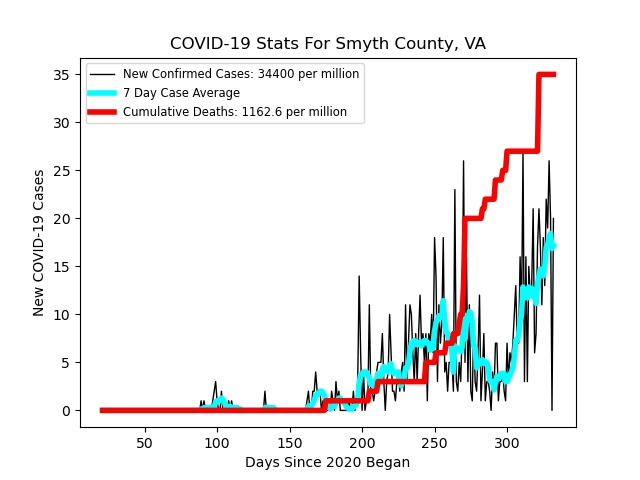 COVID-19 Stats For Smyth County, VA
New Confirmed Cases: 34400 per million
7 Day Case Average
Cumulative Deaths: 1162.6 per million
New COVID-19 Cases
35
30
25
20
15
10
5
0
50 100 150 200 250 300
Days Since 2020 Began